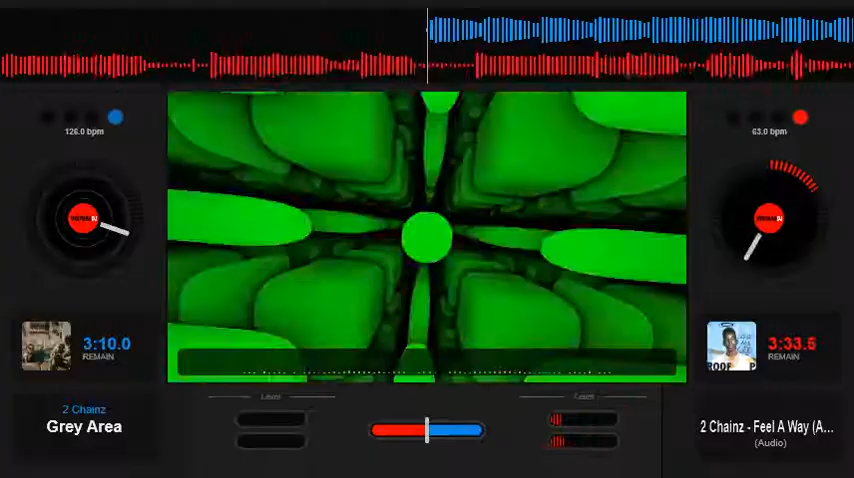 126.0 bpm
63.0 bpm
3:10.0
REMAIN
3:33.5
REMAIN
2 Chainz
Grey Area
2 Chainz - Feel A Way (A...
(Audio)